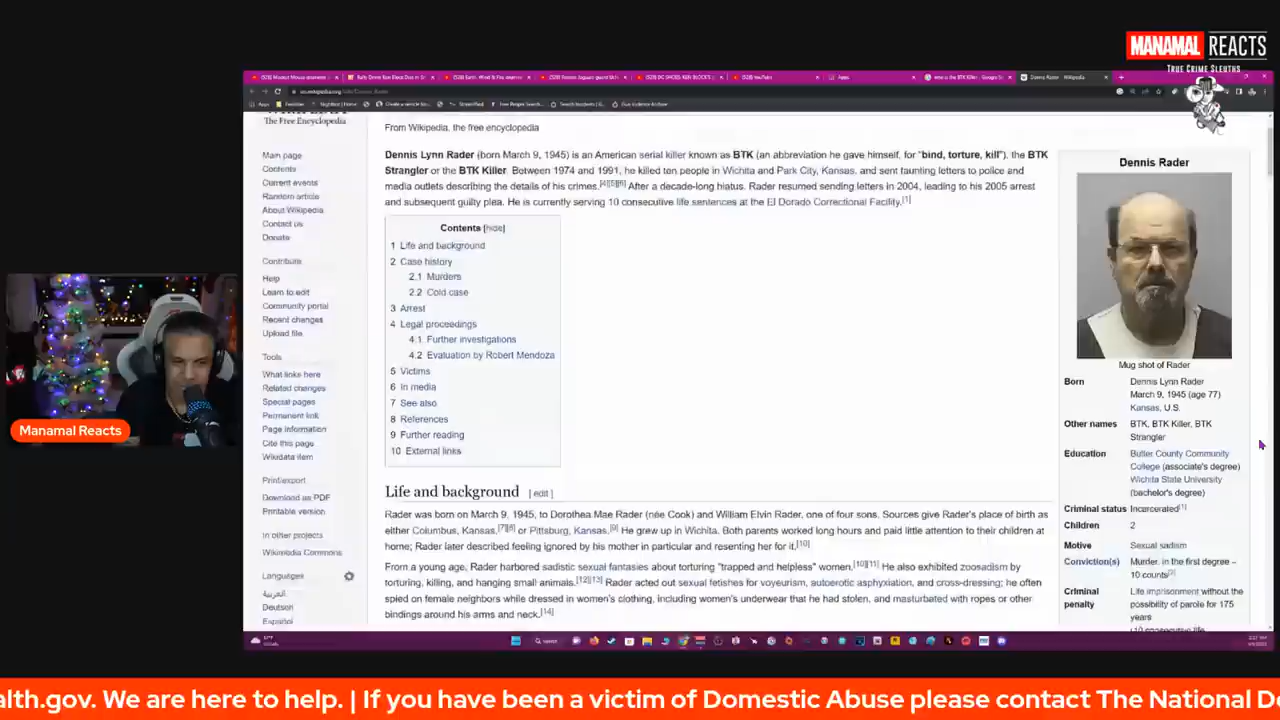 MANAMAL REACTS
TRUE CRIME SLEUTHS
The Free Encyclopedia
Main page
Contents
Current events
Random article
About Wikipedia
Contact us
Donate
Contribute
Help
Learn to edit
Community portal
Recent changes
Upload file
Tools
What links here
Related changes
Special pages
Permanent link
Page information
Cite this page
Wikidata item
Print/export
Download as PDF
Printable version
In other projects
Wikimedia Commons
Languages
العربية
Deutsch
Español
From Wikipedia, the free encyclopedia
Dennis Lynn Rader (born March 9, 1945) is an American serial killer known as BTK (an abbreviation he gave himself, for "bind, torture, kill"), the BTK
Strangler or the BTK Killer. Between 1974 and 1991, he killed ten people in Wichita and Park City, Kansas, and sent taunting letters to police and
media outlets describing the details of his crimes.[4][5][6] After a decade-long hiatus, Rader resumed sending letters in 2004, leading to his 2005 arrest
and subsequent guilty plea. He is currently serving 10 consecutive life sentences at the El Dorado Correctional Facility.[1]
Contents [hide]
1 Life and background
2 Case history
2.1 Murders
2.2 Cold case
3 Arrest
4 Legal proceedings
4.1 Further investigations
4.2 Evaluation by Robert Mendoza
5 Victims
6 In media
7 See also
8 References
9 Further reading
10 External links
Life and background [ edit ]
Rader was born on March 9, 1945, to Dorothea Mae Rader (née Cook) and William Elvin Rader, one of four sons. Sources give Rader's place of birth as
either Columbus, Kansas,[7][8] or Pittsburg, Kansas.[9] He grew up in Wichita. Both parents worked long hours and paid little attention to their children at
home; Rader later described feeling ignored by his mother in particular and resenting her for it.[10]
From a young age, Rader harbored sadistic sexual fantasies about torturing "trapped and helpless" women.[10][11] He also exhibited zoosadism by
torturing, killing, and hanging small animals.[12][13] Rader acted out sexual fetishes for voyeurism, autoerotic asphyxiation, and cross-dressing; he often
spied on female neighbors while dressed in women's clothing, including women's underwear that he had stolen, and masturbated with ropes or other
bindings around his arms and neck.[14]
Dennis Rader
Mug shot of Rader
Born Dennis Lynn Rader
March 9, 1945 (age 77)
Kansas, U.S.
Other names BTK, BTK Killer, BTK
Strangler
Education Butler County Community
College (associate's degree)
Wichita State University
(bachelor's degree)
Criminal status Incarcerated[1]
Children 2
Motive Sexual sadism
Conviction(s) Murder in the first degree –
10 counts[2]
Criminal Life imprisonment without the
penalty possibility of parole for 175
years
Manamal Reacts
alth.gov. We are here to help. | If you have been a victim of Domestic Abuse please contact The National D